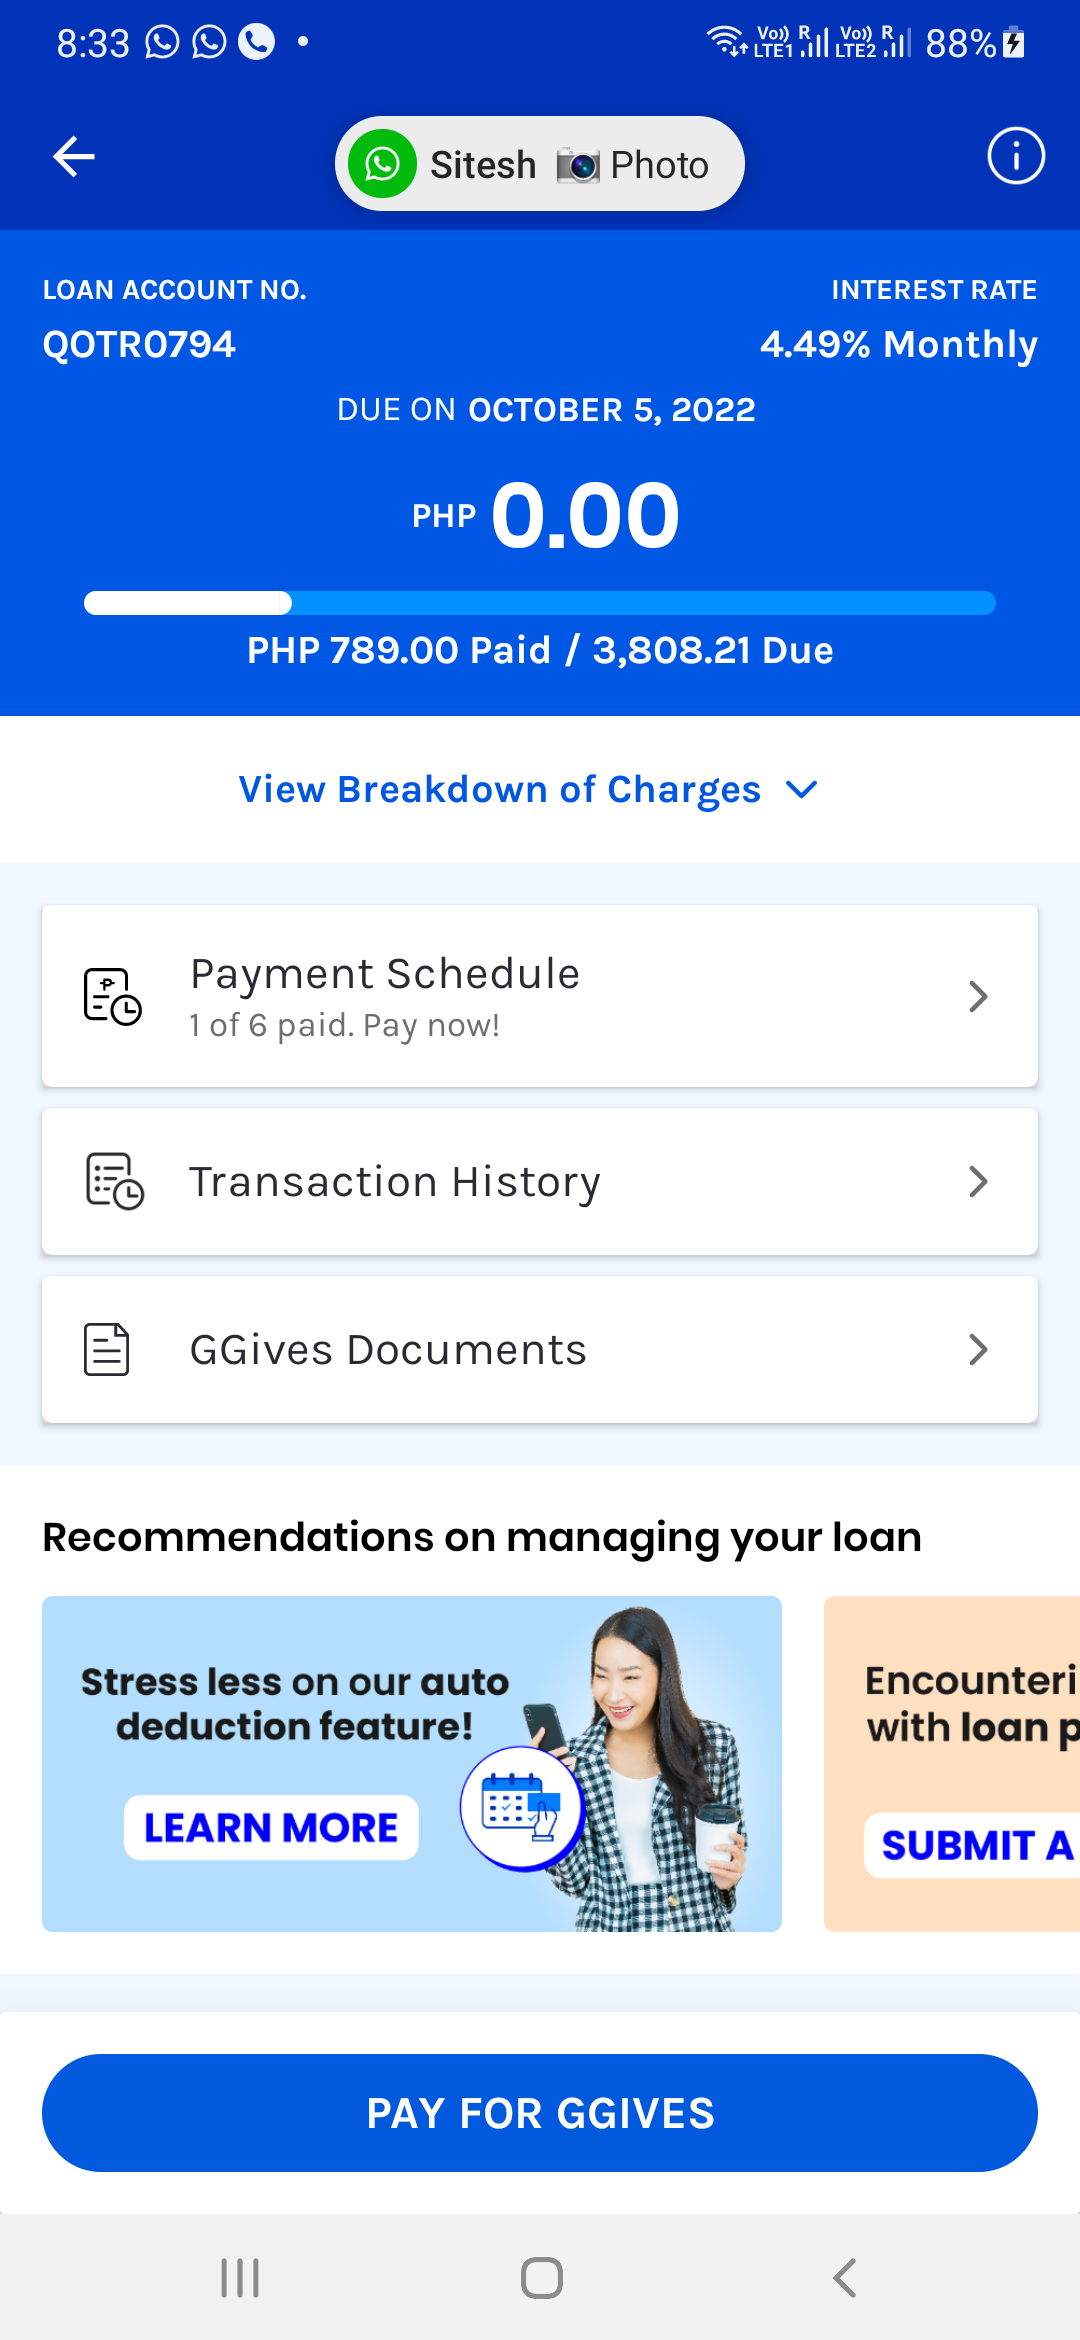 8:33
Vo)) R Vo)) R 88%
LTE1 LTE2
Sitesh 📷 Photo
LOAN ACCOUNT NO. INTEREST RATE
QOTR0794 4.49% Monthly
DUE ON OCTOBER 5, 2022
PHP 0.00
PHP 789.00 Paid / 3,808.21 Due
View Breakdown of Charges
Payment Schedule
1 of 6 paid. Pay now!
Transaction History
GGives Documents
Recommendations on managing your loan
Stress less on our auto
deduction feature!
LEARN MORE
Encounteri
with loan p
SUBMIT A
PAY FOR GGIVES